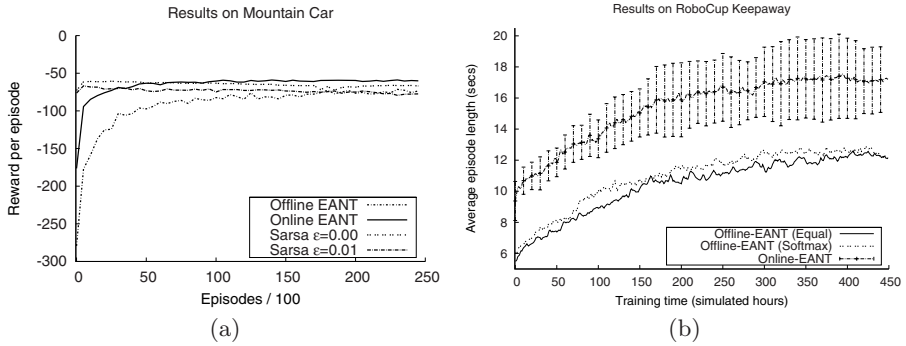 Results on Mountain Car
0
-50
-100
-150
-200
-250
-300
Reward per episode
0
50
100
150
200
250
Episodes / 100
Offline EANT
Online EANT
Sarsa ε=0.00
Sarsa ε=0.01
(a)
Results on RoboCup Keepaway
20
18
16
14
12
10
8
6
Average episode length (secs)
0
50
100
150
200
250
300
350
400
450
Training time (simulated hours)
Offline-EANT (Equal)
Offline-EANT (Softmax)
Online-EANT
(b)